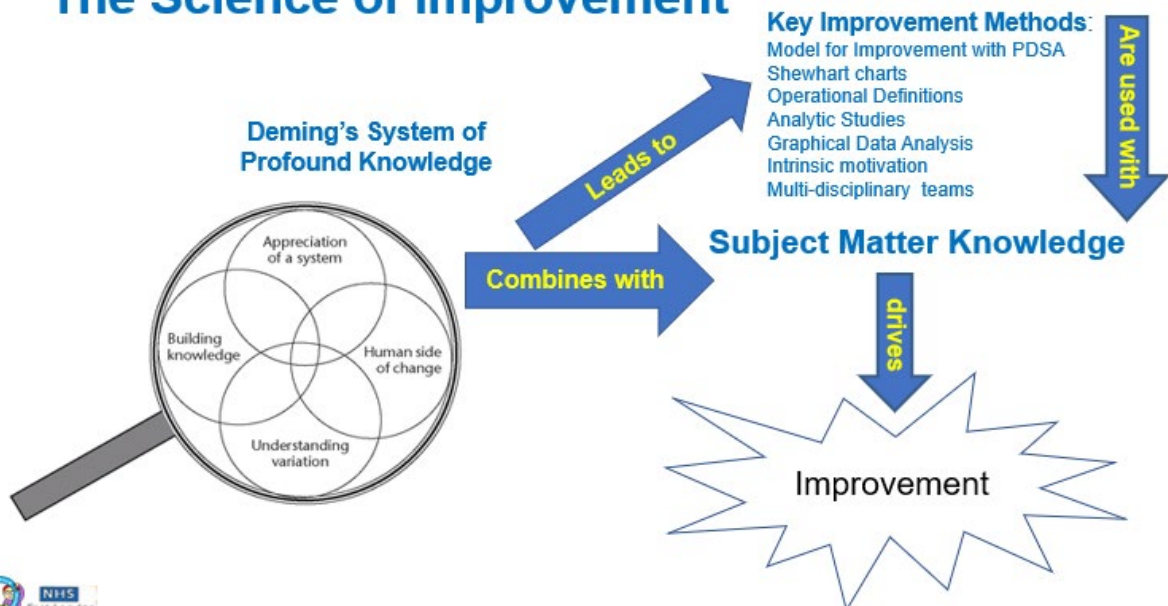 The Science of Improvement
Deming's System of
Profound Knowledge
Appreciation
of a system
Building
knowledge
Human side
of change
Understanding
variation
Leads to
Combines with
Key Improvement Methods:
Model for Improvement with PDSA
Shewhart charts
Operational Definitions
Analytic Studies
Graphical Data Analysis
Intrinsic motivation
Multi-disciplinary teams
Are used with
Subject Matter Knowledge
drives
Improvement
NHS